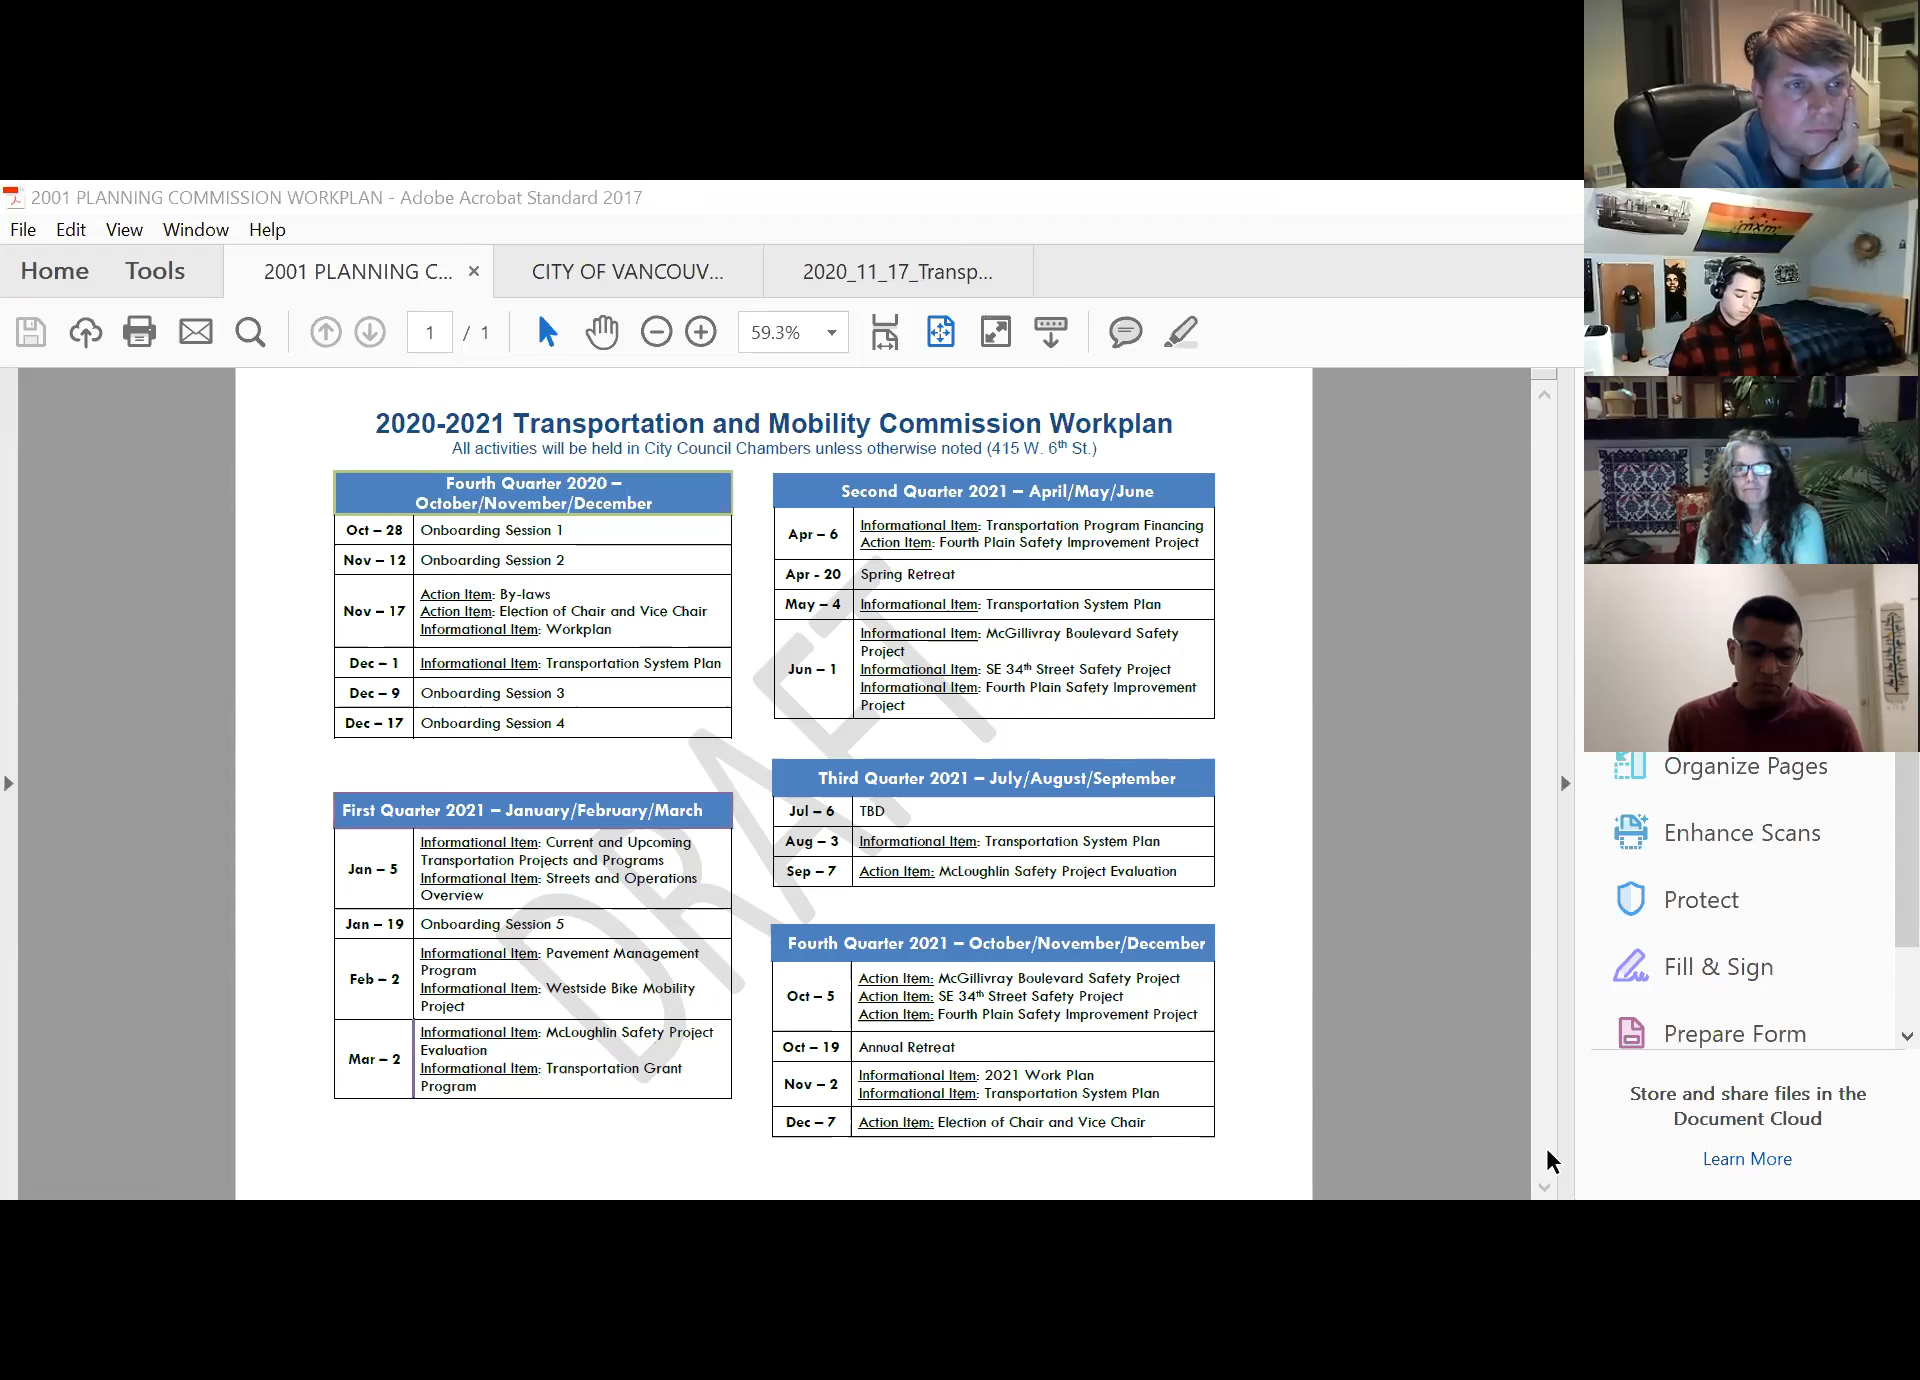 2001 PLANNING COMMISSION WORKPLAN - Adobe Acrobat Standard 2017
File Edit View Window Help
Home Tools 2001 PLANNING C... × CITY OF VANCOUV... 2020_11_17_Transp...
1 / 1 59.3%
2020-2021 Transportation and Mobility Commission Workplan
All activities will be held in City Council Chambers unless otherwise noted (415 W. 6th St.)
Fourth Quarter 2020 –
October/November/December
Oct – 28 Onboarding Session 1
Nov – 12 Onboarding Session 2
Nov – 17 Action Item: By-laws
Action Item: Election of Chair and Vice Chair
Informational Item: Workplan
Dec – 1 Informational Item: Transportation System Plan
Dec – 9 Onboarding Session 3
Dec – 17 Onboarding Session 4
First Quarter 2021 – January/February/March
Jan – 5 Informational Item: Current and Upcoming
Transportation Projects and Programs
Informational Item: Streets and Operations
Overview
Jan – 19 Onboarding Session 5
Feb – 2 Informational Item: Pavement Management
Program
Informational Item: Westside Bike Mobility
Project
Mar – 2 Informational Item: McLoughlin Safety Project
Evaluation
Informational Item: Transportation Grant
Program
Second Quarter 2021 – April/May/June
Apr – 6 Informational Item: Transportation Program Financing
Action Item: Fourth Plain Safety Improvement Project
Apr - 20 Spring Retreat
May – 4 Informational Item: Transportation System Plan
Jun – 1 Informational Item: McGillivray Boulevard Safety
Project
Informational Item: SE 34th Street Safety Project
Informational Item: Fourth Plain Safety Improvement
Project
Third Quarter 2021 – July/August/September
Jul – 6 TBD
Aug – 3 Informational Item: Transportation System Plan
Sep – 7 Action Item: McLoughlin Safety Project Evaluation
Fourth Quarter 2021 – October/November/December
Oct – 5 Action Item: McGillivray Boulevard Safety Project
Action Item: SE 34th Street Safety Project
Action Item: Fourth Plain Safety Improvement Project
Oct – 19 Annual Retreat
Nov – 2 Informational Item: 2021 Work Plan
Informational Item: Transportation System Plan
Dec – 7 Action Item: Election of Chair and Vice Chair
DRAFT
mxm
Organize Pages
Enhance Scans
Protect
Fill & Sign
Prepare Form
Store and share files in the
Document Cloud
Learn More